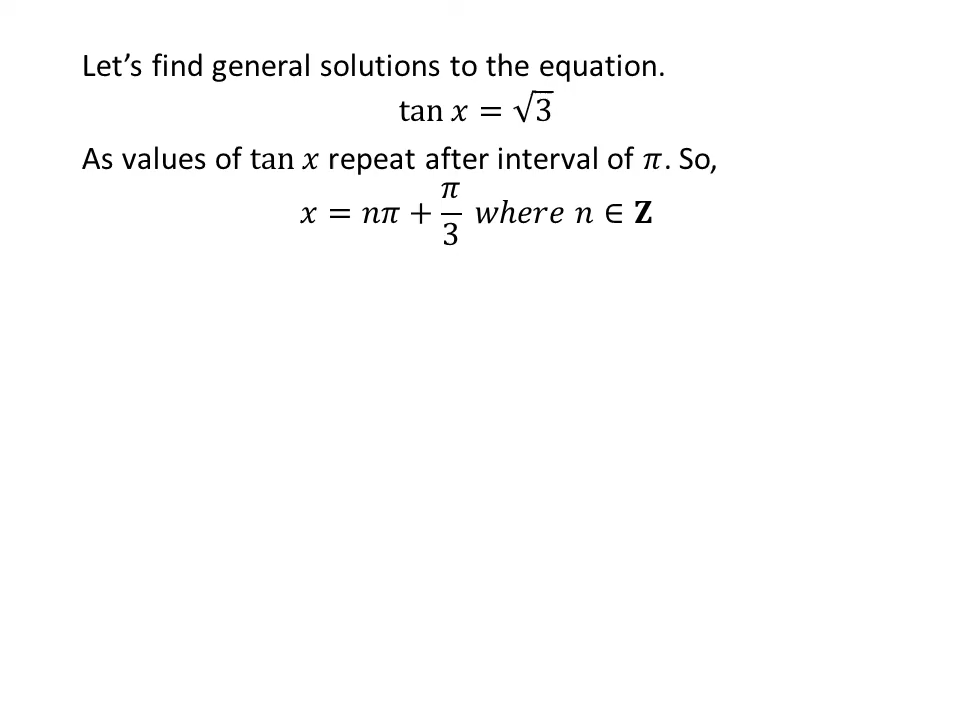 Let’s find general solutions to the equation.
tan 𝑥 = √3
As values of tan 𝑥 repeat after interval of 𝜋. So,
𝑥 = 𝑛𝜋 + 𝜋/3 𝑤ℎ𝑒𝑟𝑒 𝑛 ∈ 𝐙